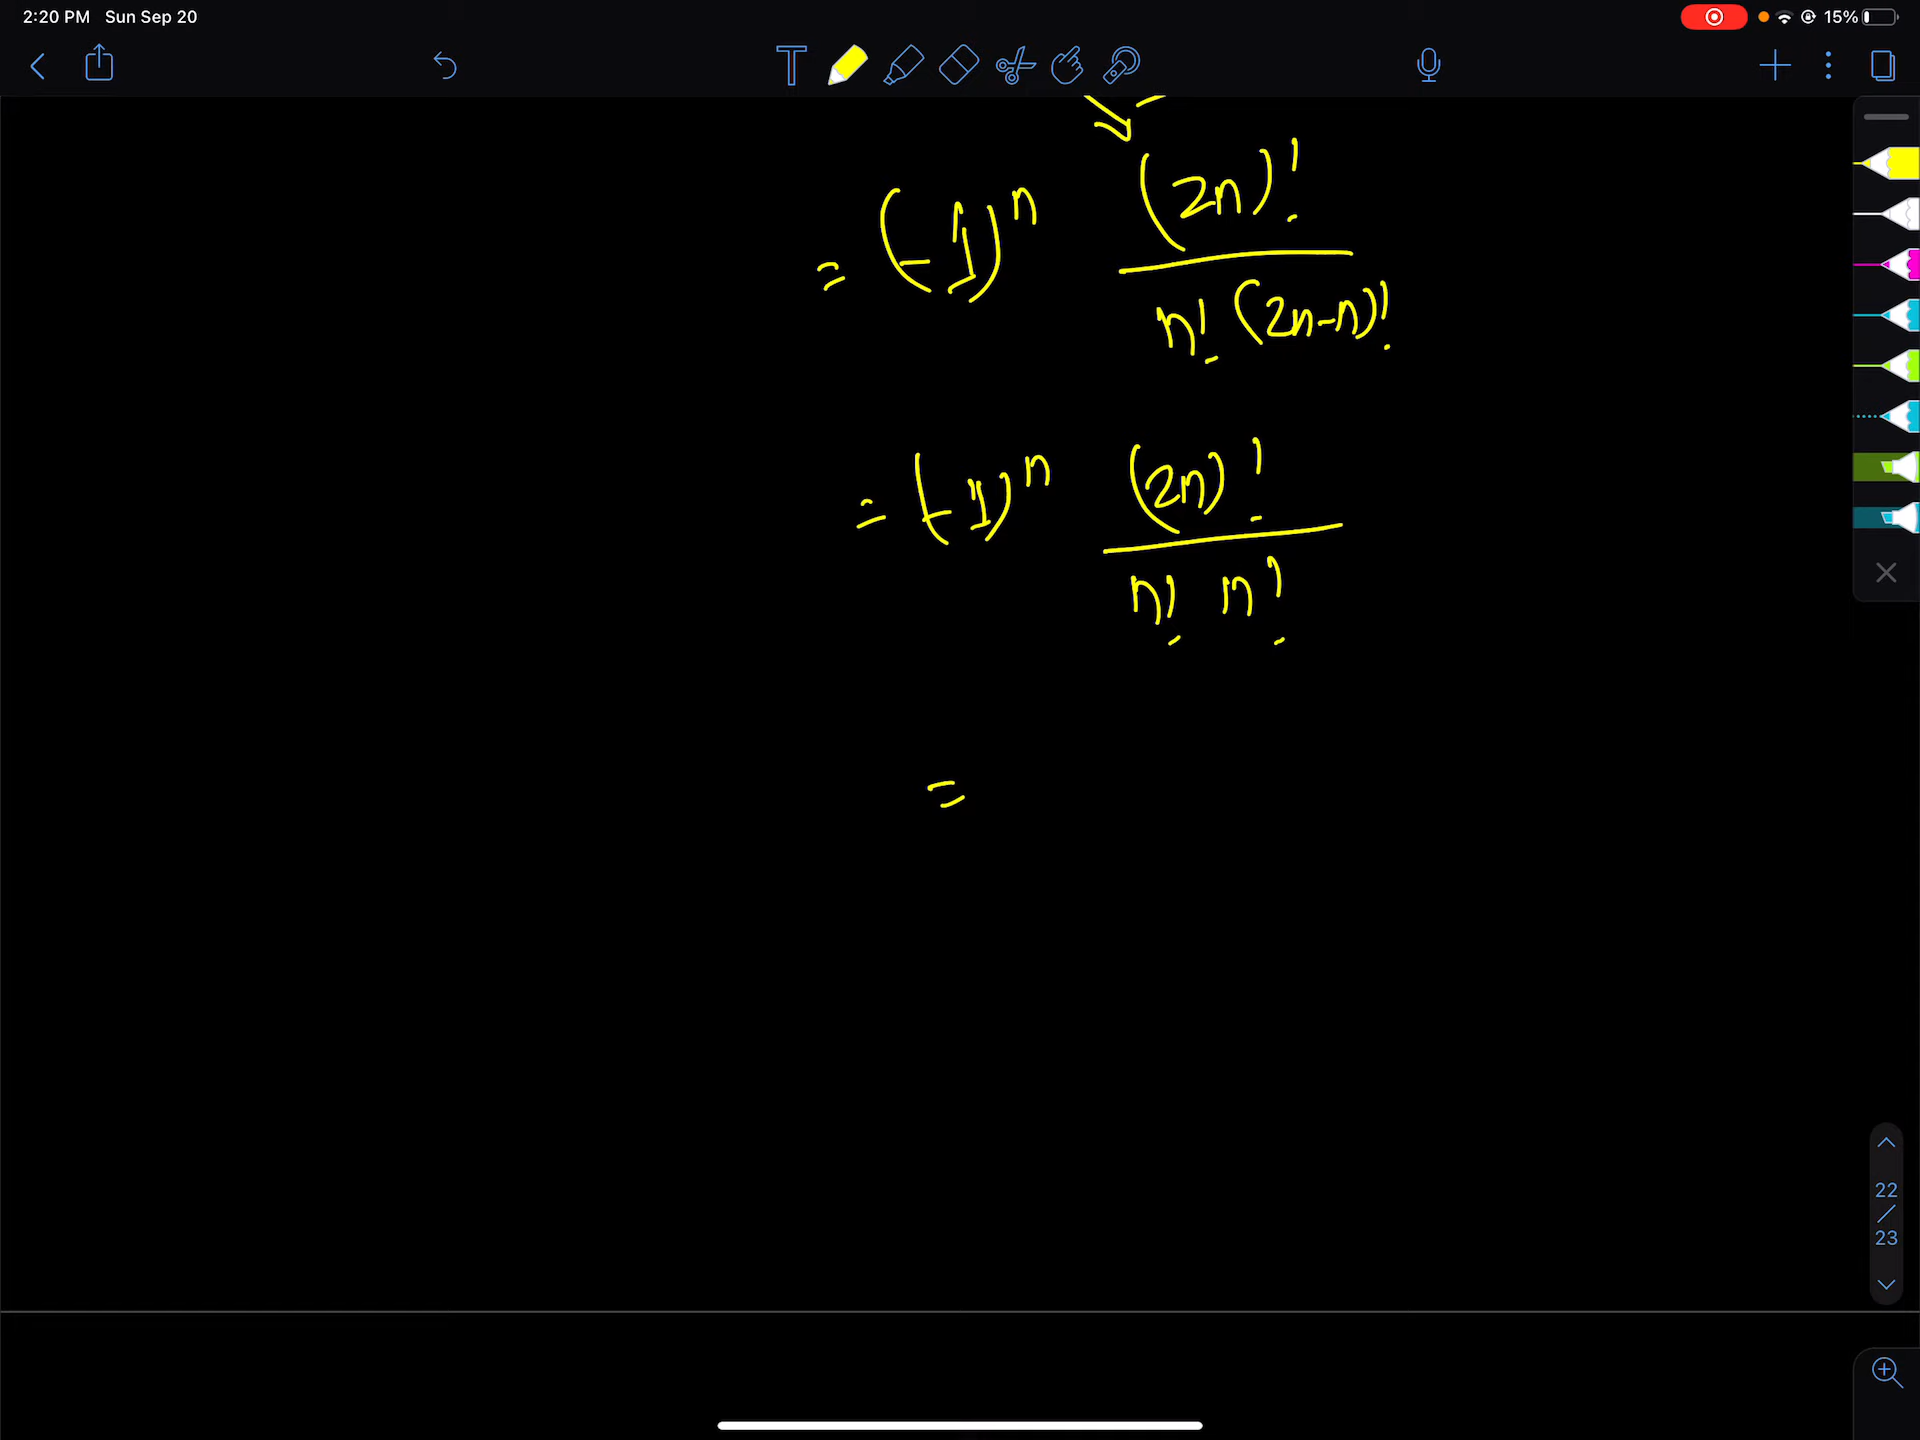 2:20 PM Sun Sep 20
15%
T
= (-1)^n (2n)! / n! (2n-n)!
= (-1)^n (2n)! / n! n!
=
22
/
23